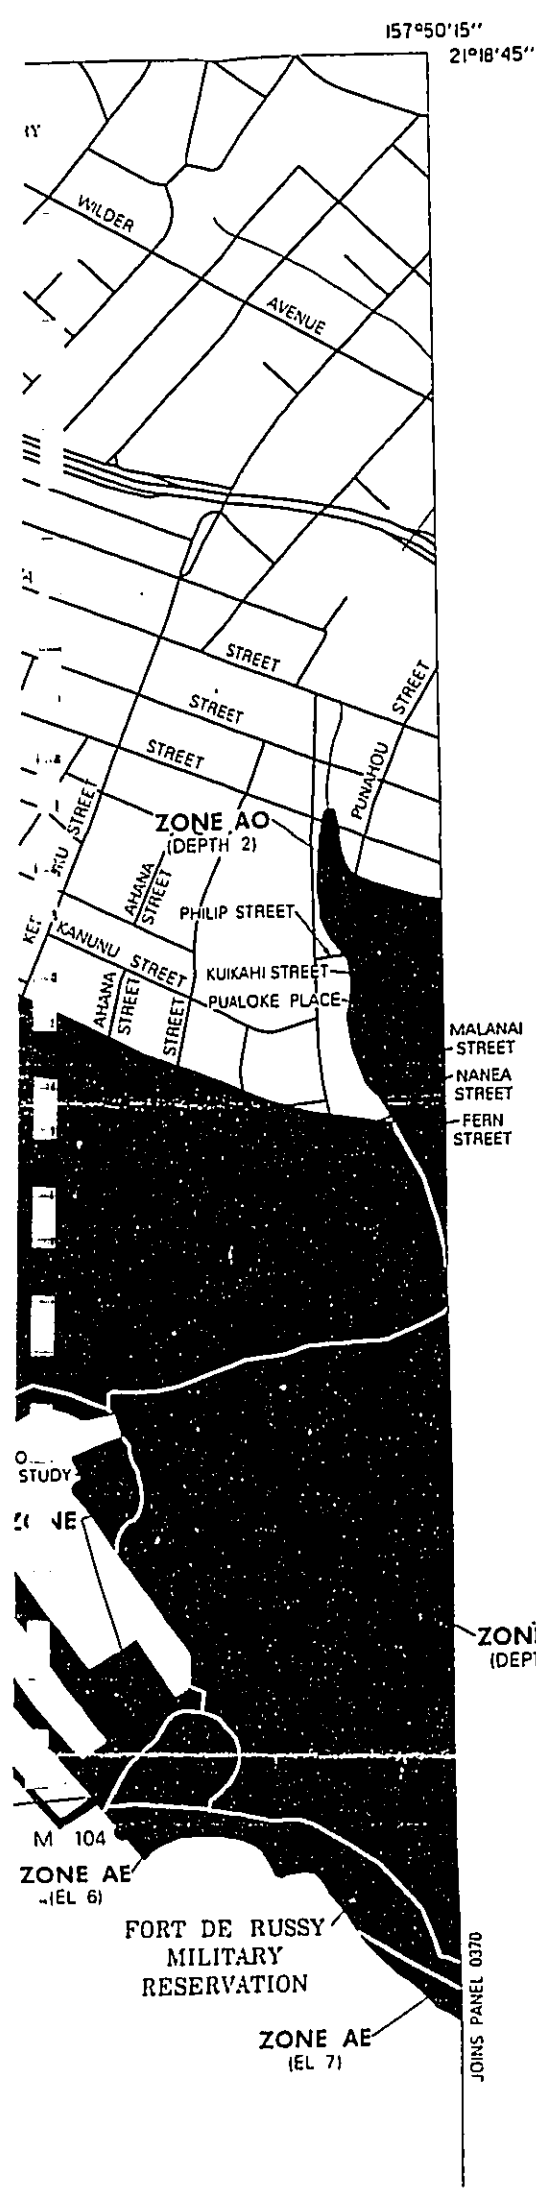 157°50'15"
21°18'45"
WILDER
AVENUE
STREET
STREET
STREET
PUNAHOU STREET
STREET
ZONE AO
(DEPTH 2)
AHANA
STREET
PHILIP STREET
KANUNU STREET
KUIKAHI STREET
PUALOKE PLACE
AHANA
STREET
STREET
MALANAI
STREET
NANEA
STREET
FERN
STREET
STUDY
ZONE
M 104
ZONE AE
(EL 6)
FORT DE RUSSY
MILITARY
RESERVATION
ZONE AE
(EL 7)
JOINS PANEL 0370